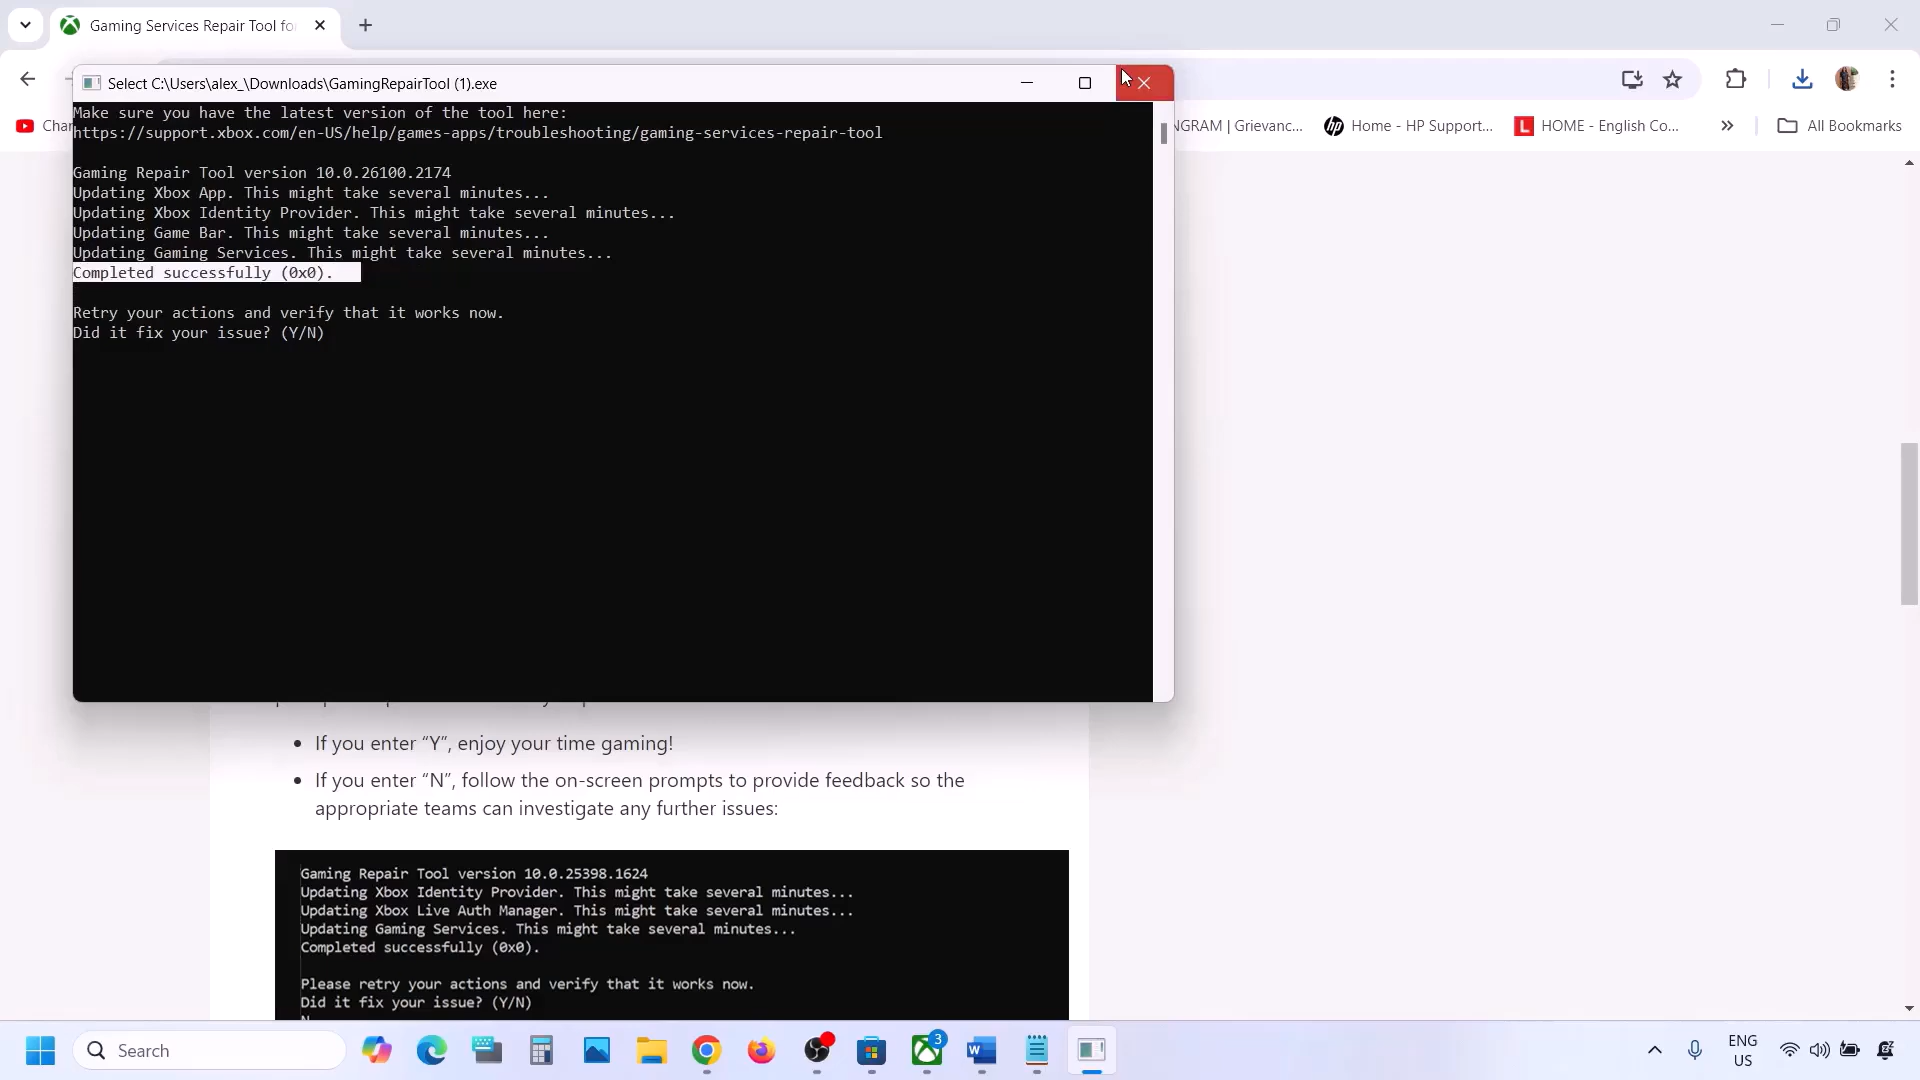 Gaming Services Repair Tool fo
Select C:\Users\alex_\Downloads\GamingRepairTool (1).exe
Make sure you have the latest version of the tool here:
https://support.xbox.com/en-US/help/games-apps/troubleshooting/gaming-services-repair-tool
Chan
NGRAM | Grievanc...
Home - HP Support...
HOME - English Co...
All Bookmarks
Gaming Repair Tool version 10.0.26100.2174
Updating Xbox App. This might take several minutes...
Updating Xbox Identity Provider. This might take several minutes...
Updating Game Bar. This might take several minutes...
Updating Gaming Services. This might take several minutes...
Completed successfully (0x0).
Retry your actions and verify that it works now.
Did it fix your issue? (Y/N)
If you enter “Y”, enjoy your time gaming!
If you enter “N”, follow the on-screen prompts to provide feedback so the
appropriate teams can investigate any further issues:
Gaming Repair Tool version 10.0.25398.1624
Updating Xbox Identity Provider. This might take several minutes...
Updating Xbox Live Auth Manager. This might take several minutes...
Updating Gaming Services. This might take several minutes...
Completed successfully (0x0).
Please retry your actions and verify that it works now.
Did it fix your issue? (Y/N)
N
Search
3
ENG
US